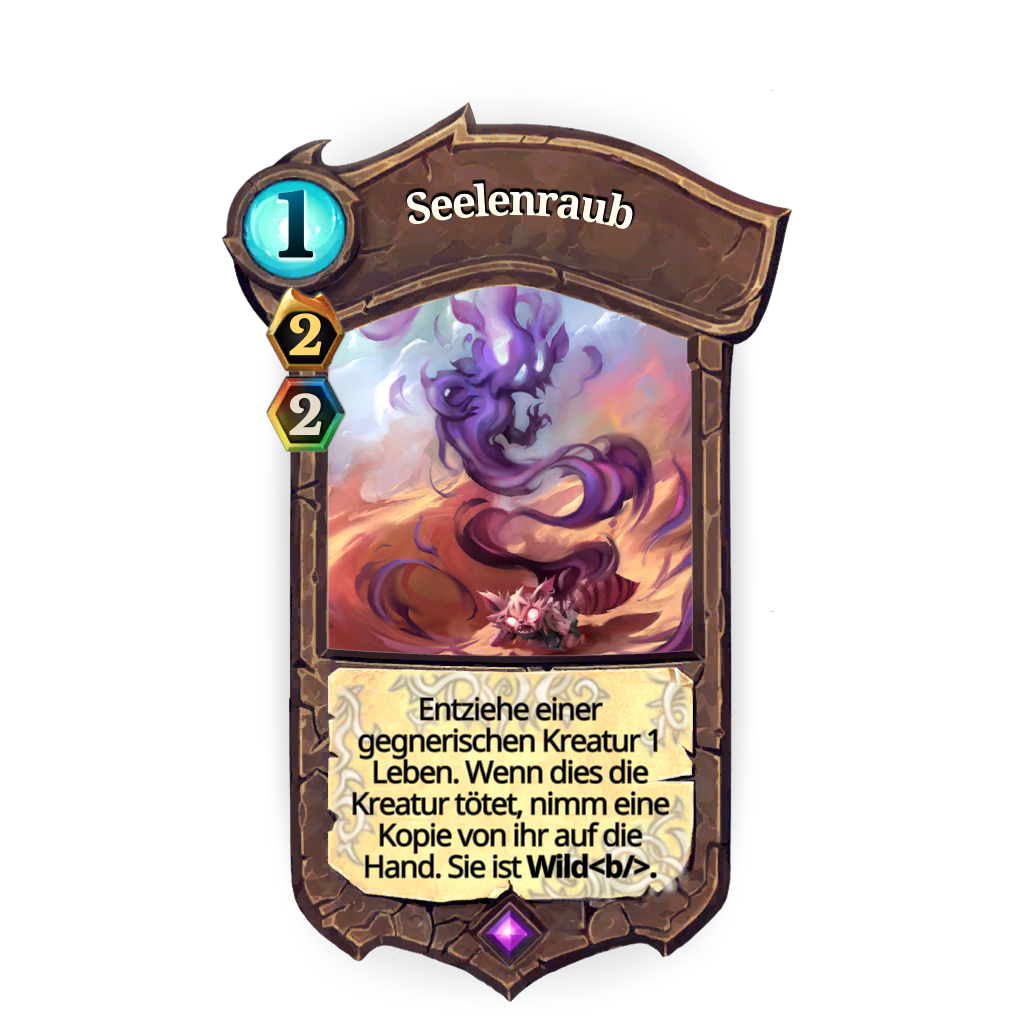 1
Seelenraub
2
2
Entziehe einer
gegnerischen Kreatur 1
Leben. Wenn dies die
Kreatur tötet, nimm eine
Kopie von ihr auf die
Hand. Sie ist Wild<b/>.